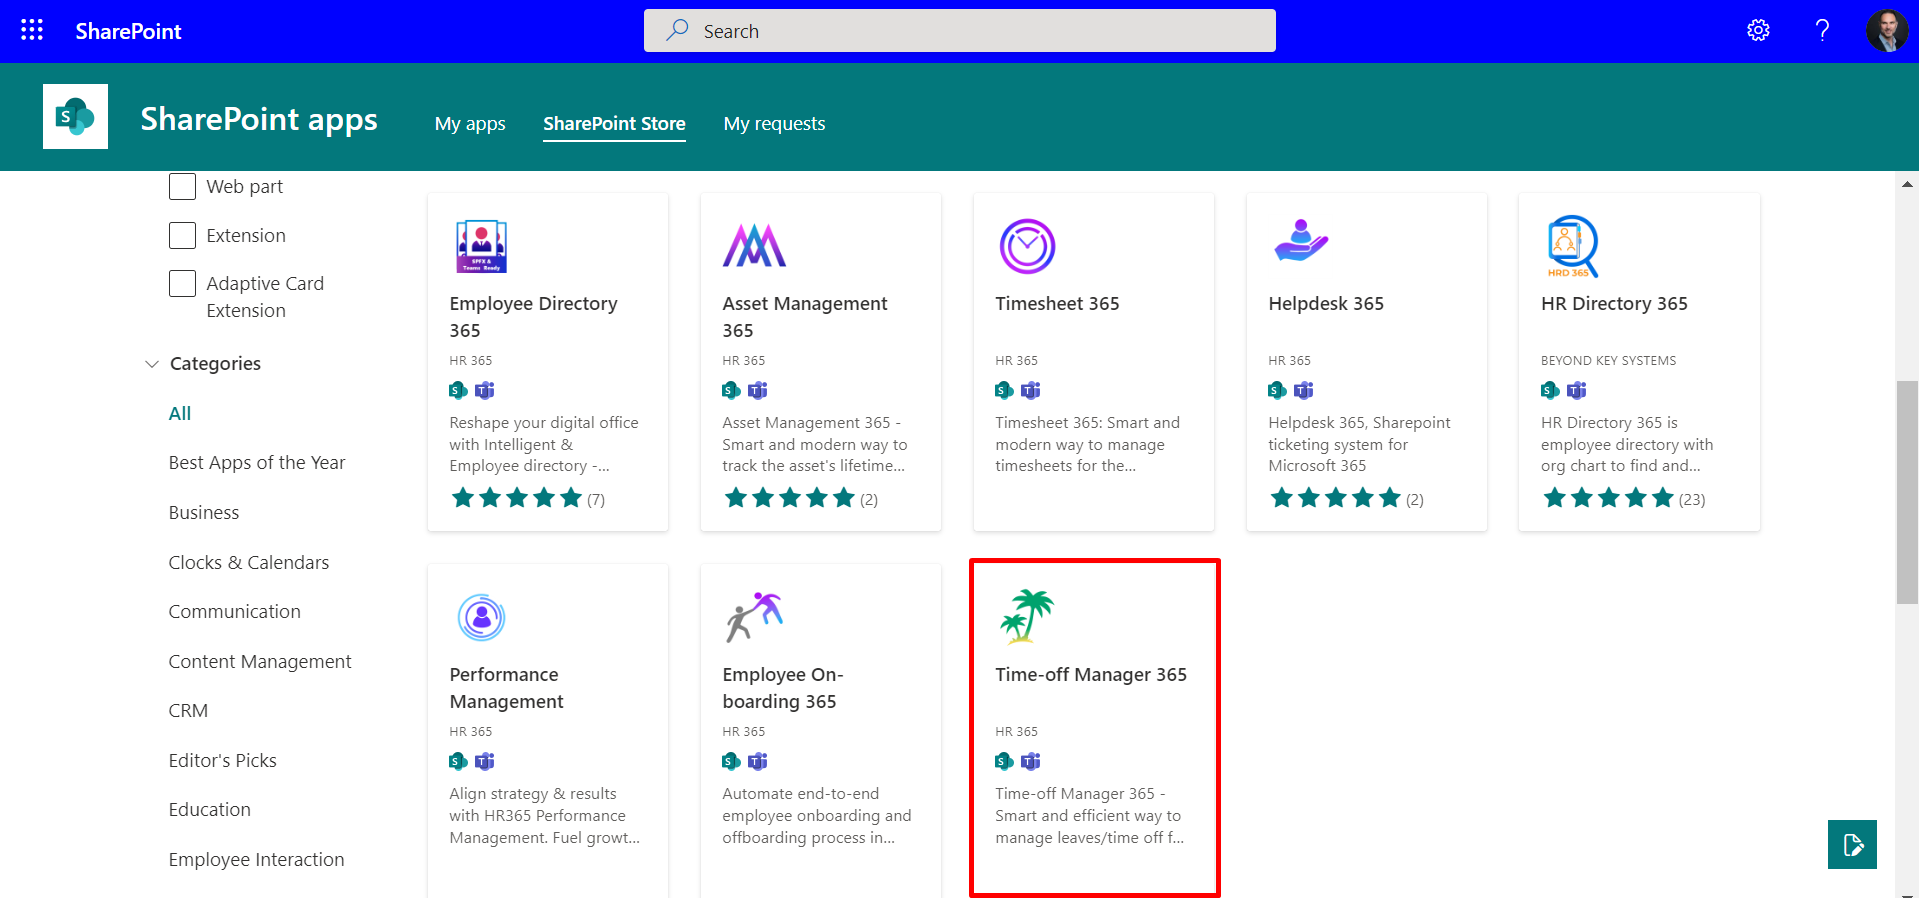 SharePoint
Search
?
SharePoint apps
My apps
SharePoint Store
My requests
Web part
Extension
Adaptive Card
Extension
Categories
All
Best Apps of the Year
Business
Clocks & Calendars
Communication
Content Management
CRM
Editor's Picks
Education
Employee Interaction
SPFX &
Teams Ready
Employee Directory
365
HR 365
Reshape your digital office
with Intelligent &
Employee directory -...
(7)
Asset Management
365
HR 365
Asset Management 365 -
Smart and modern way to
track the asset's lifetime...
(2)
Timesheet 365
HR 365
Timesheet 365: Smart and
modern way to manage
timesheets for the...
Helpdesk 365
HR 365
Helpdesk 365, Sharepoint
ticketing system for
Microsoft 365
(2)
HRD 365
HR Directory 365
BEYOND KEY SYSTEMS
HR Directory 365 is
employee directory with
org chart to find and...
(23)
Performance
Management
HR 365
Align strategy & results
with HR365 Performance
Management. Fuel growt...
Employee On-
boarding 365
HR 365
Automate end-to-end
employee onboarding and
offboarding process in...
Time-off Manager 365
HR 365
Time-off Manager 365 -
Smart and efficient way to
manage leaves/time off f...